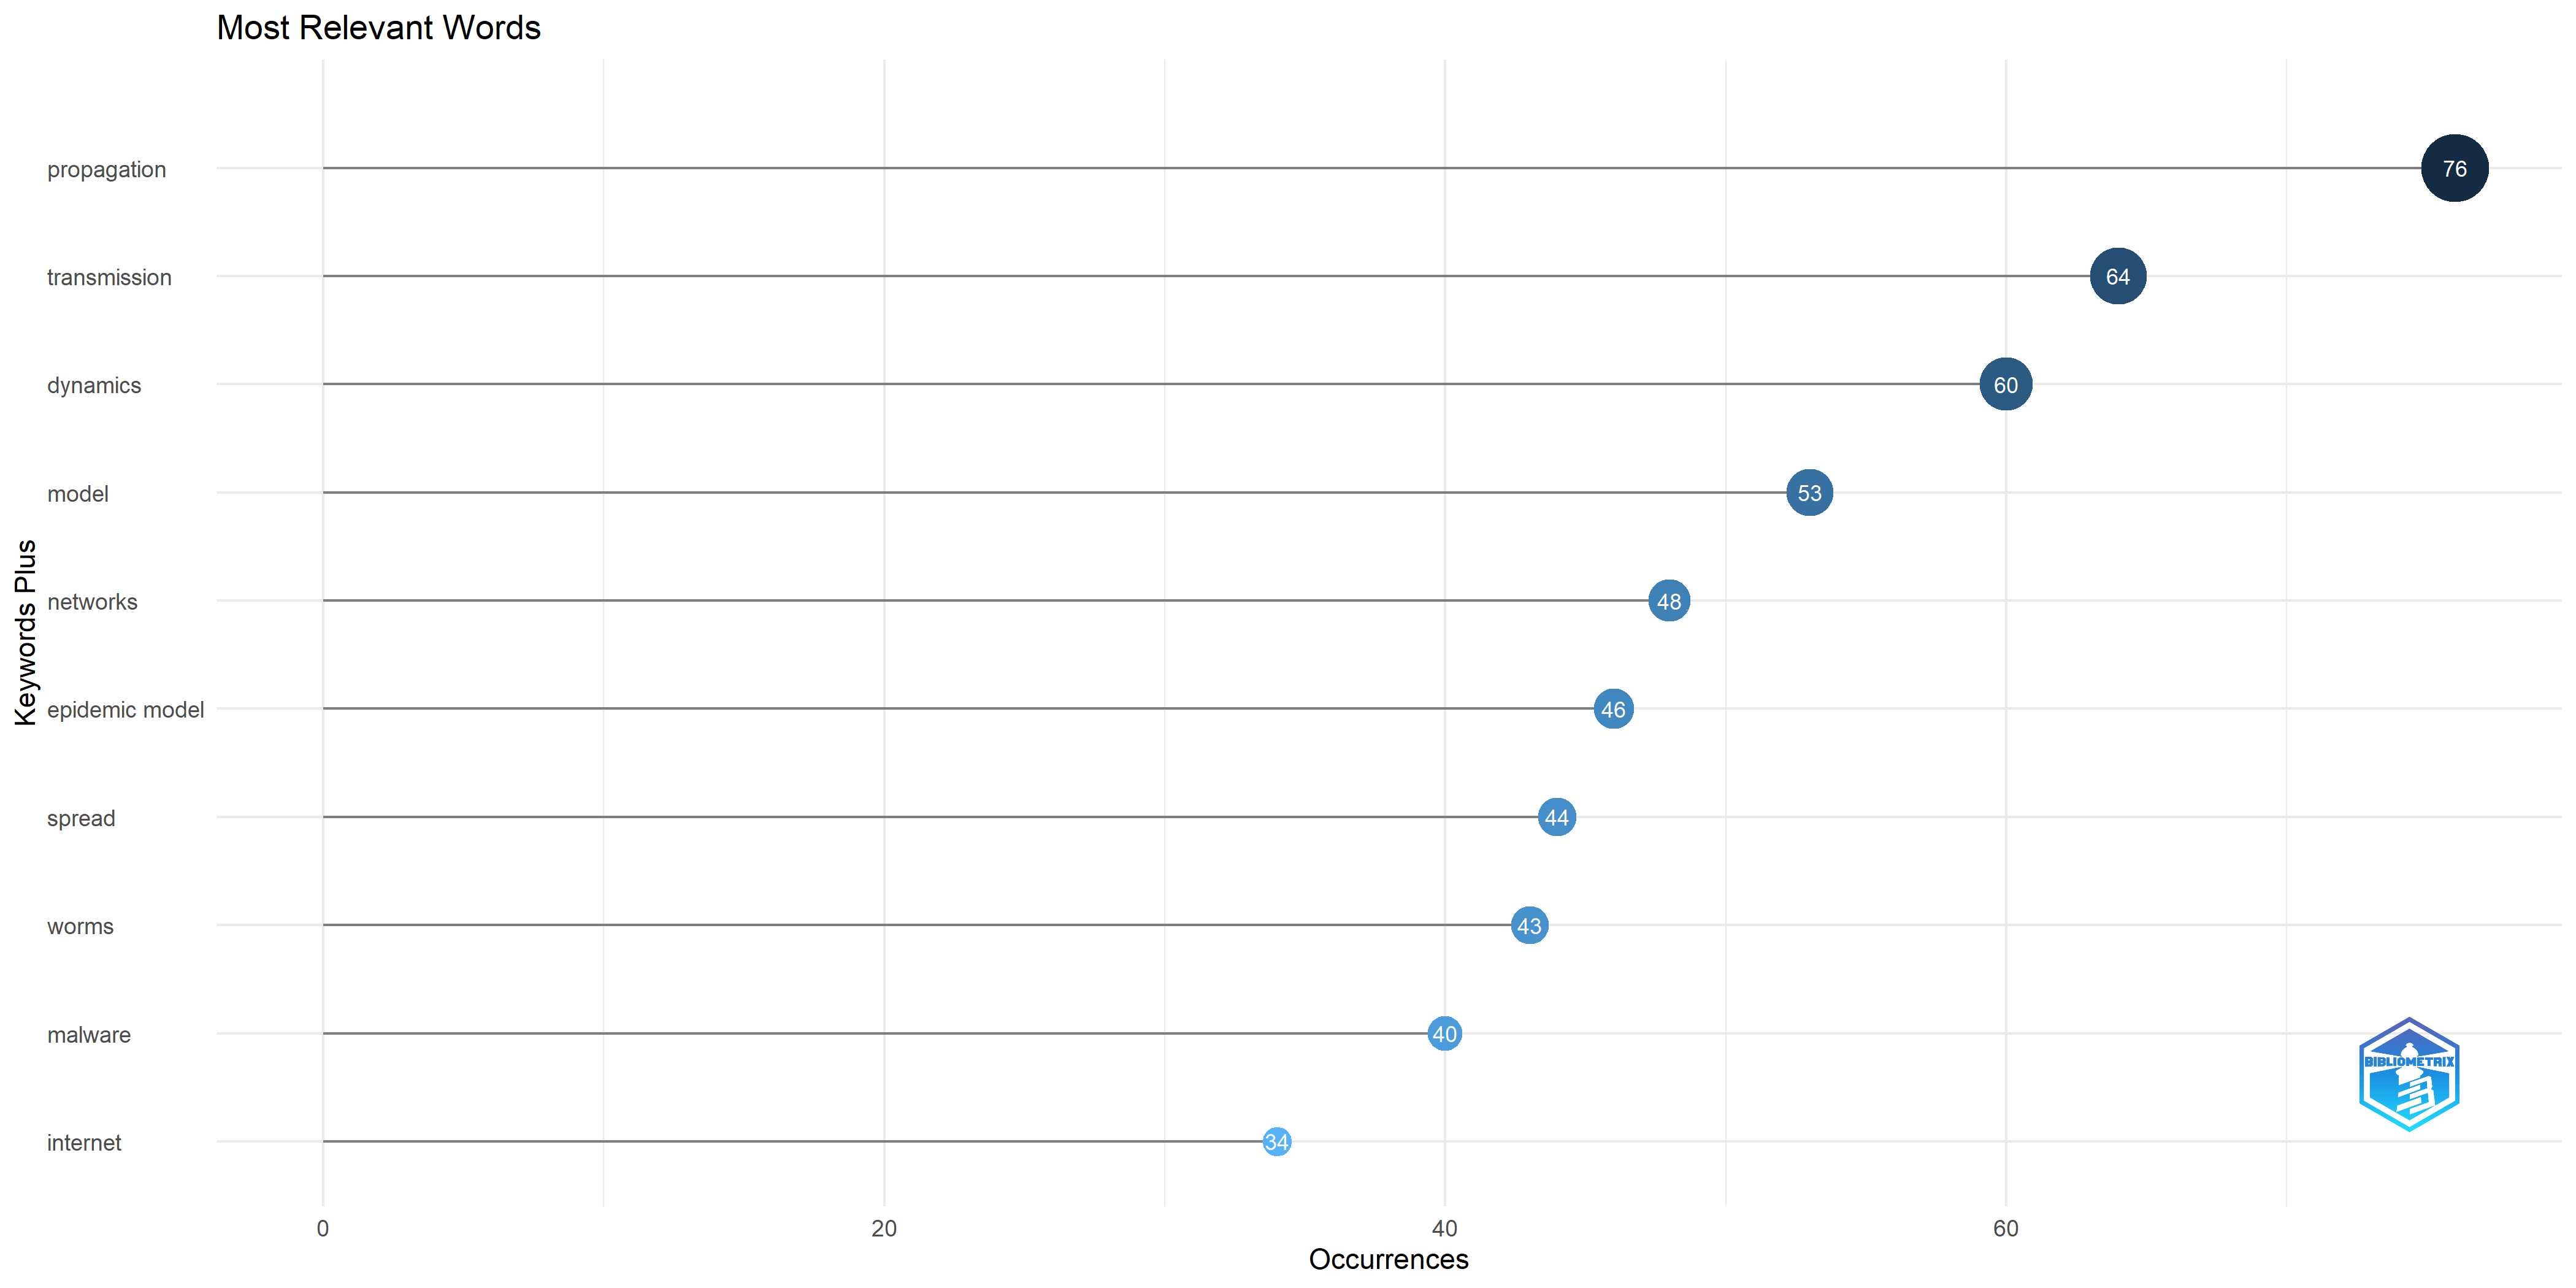 Most Relevant Words
Keywords Plus
propagation 76
transmission 64
dynamics 60
model 53
networks 48
epidemic model 46
spread 44
worms 43
malware 40
internet 34
BIBLIOMETRIX
0 20 40 60
Occurrences